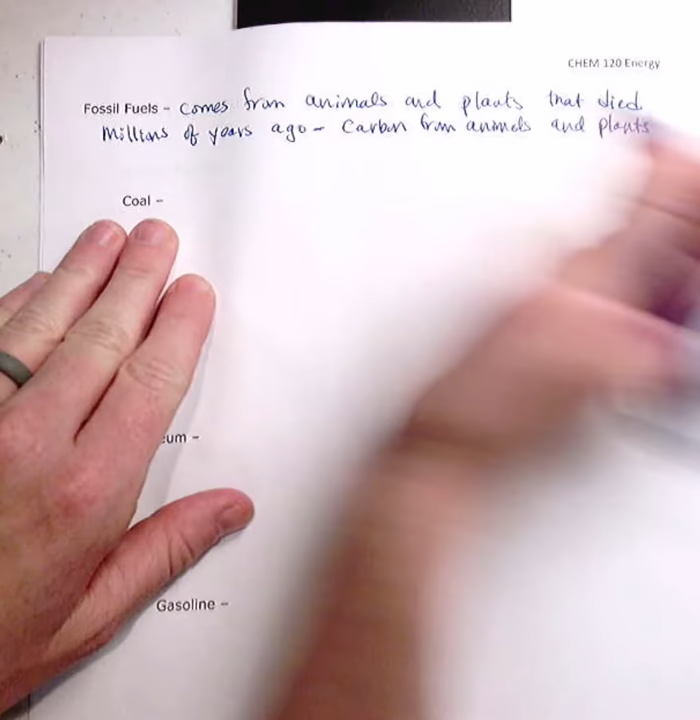 CHEM 120 Energy
Fossil Fuels – comes from animals and plants that died
millions of years ago – Carbon from animals and plants
Coal –
eum –
Gasoline –